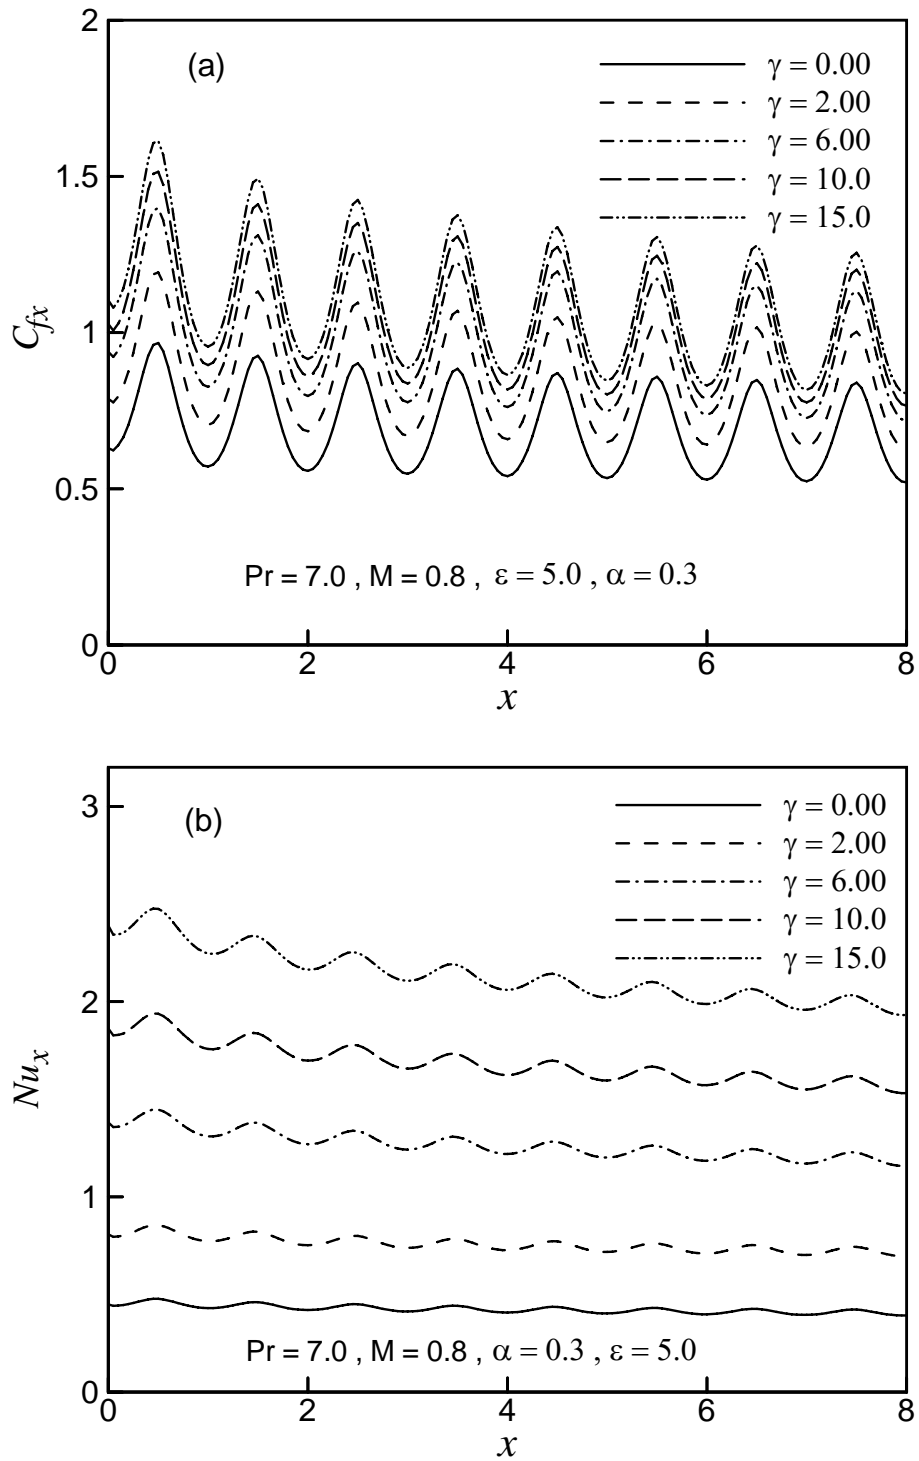 2
(a)
γ = 0.00
γ = 2.00
γ = 6.00
γ = 10.0
γ = 15.0
1.5
1
0.5
0
C_fx
Pr = 7.0 , M = 0.8 , ε = 5.0 , α = 0.3
0 2 4 6 8
x
3
(b)
γ = 0.00
γ = 2.00
γ = 6.00
γ = 10.0
γ = 15.0
2
1
0
Nu_x
Pr = 7.0 , M = 0.8 , α = 0.3 , ε = 5.0
0 2 4 6 8
x